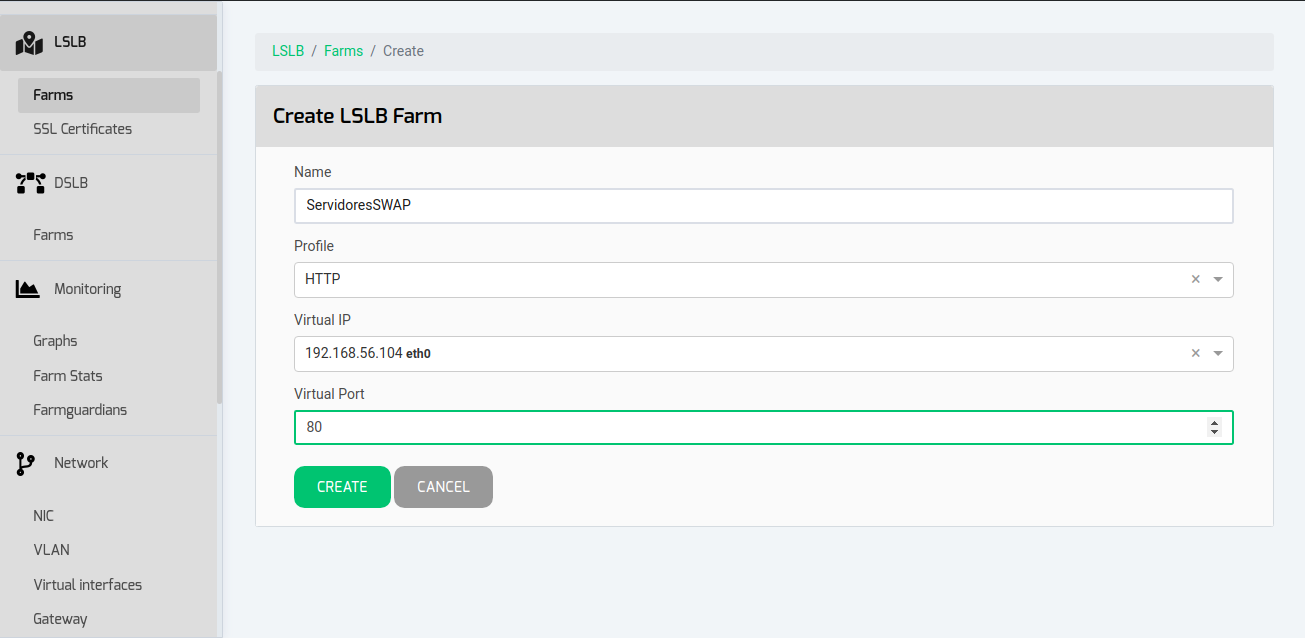 LSLB
Farms
SSL Certificates
DSLB
Farms
Monitoring
Graphs
Farm Stats
Farmguardians
Network
NIC
VLAN
Virtual interfaces
Gateway
LSLB / Farms / Create
Create LSLB Farm
Name
ServidoresSWAP
Profile
HTTP
Virtual IP
192.168.56.104 eth0
Virtual Port
80
CREATE CANCEL